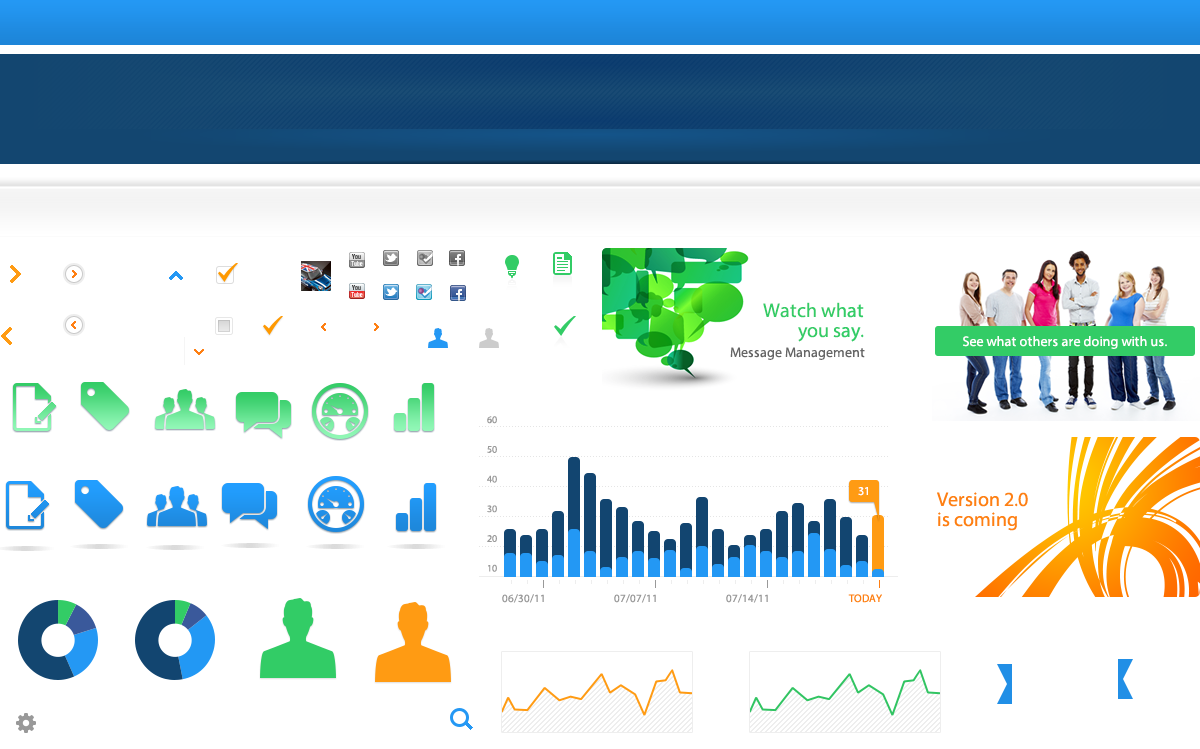 You
Tube
You
Tube
Watch what
you say.
Message Management
See what others are doing with us.
60
50
40
30
20
10
31
06/30/11
07/07/11
07/14/11
TODAY
Version 2.0
is coming